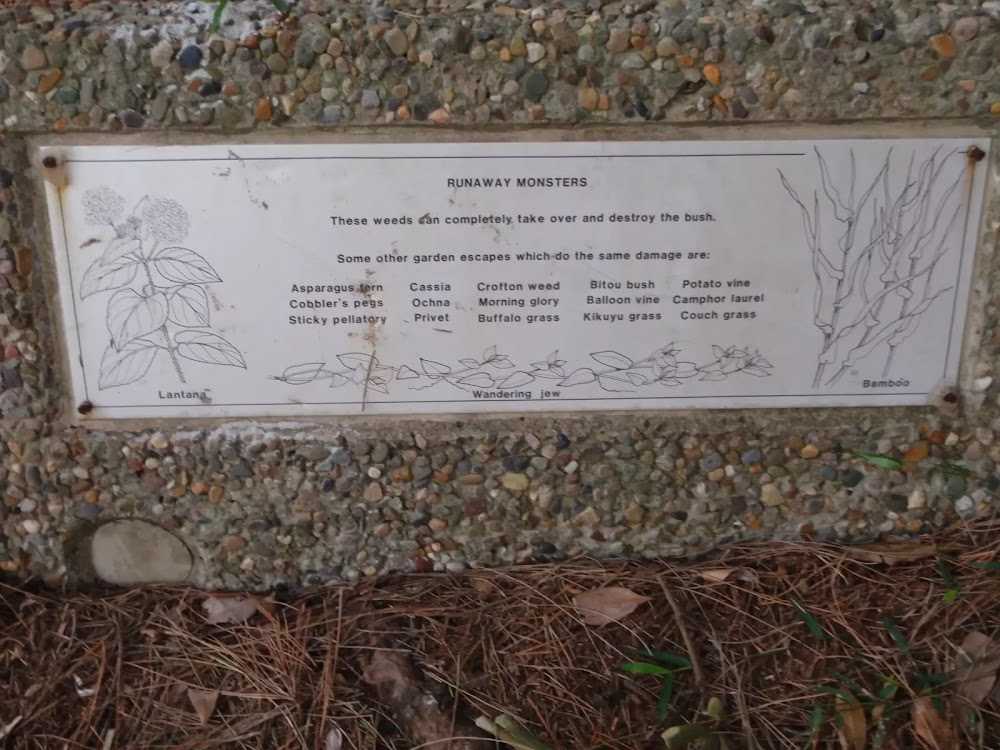 RUNAWAY MONSTERS
These weeds can completely take over and destroy the bush.
Some other garden escapes which do the same damage are:
Asparagus fern Cassia Crofton weed Bitou bush Potato vine
Cobbler's pegs Ochna Morning glory Balloon vine Camphor laurel
Sticky pellatory Privet Buffalo grass Kikuyu grass Couch grass
Lantana Wandering jew Bamboo